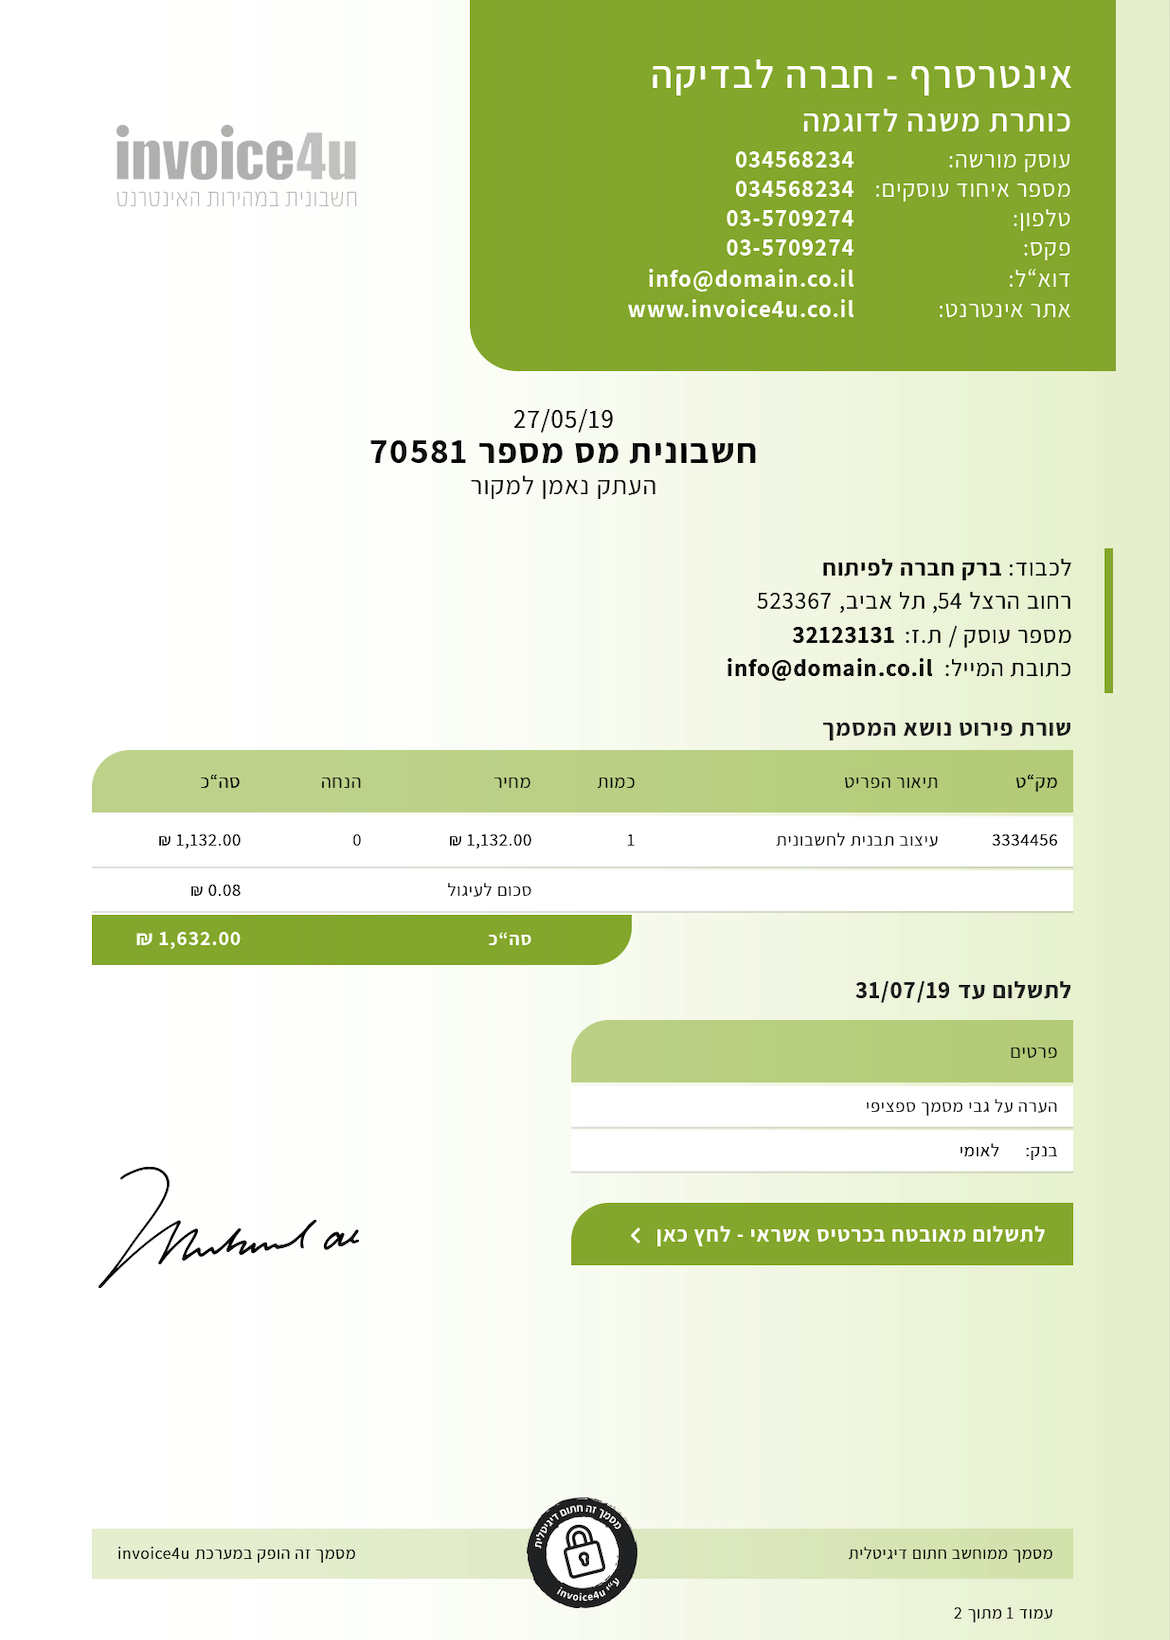 אינטרסרף - חברה לבדיקה
כותרת משנה לדוגמה
עוסק מורשה: 034568234
מספר איחוד עוסקים: 034568234
טלפון: 03-5709274
פקס: 03-5709274
דוא“ל: info@domain.co.il
אתר אינטרנט: www.invoice4u.co.il
invoice4u
חשבונית במהירות האינטרנט
27/05/19
חשבונית מס מספר 70581
העתק נאמן למקור
לכבוד: ברק חברה לפיתוח
רחוב הרצל 54, תל אביב, 523367
מספר עוסק / ת.ז: 32123131
כתובת המייל: info@domain.co.il
שורת פירוט נושא המסמך
מק“ט תיאור הפריט כמות מחיר הנחה סה“כ
3334456 עיצוב תבנית לחשבונית 1 1,132.00 ₪ 0 1,132.00 ₪
סכום לעיגול 0.08 ₪
סה“כ 1,632.00 ₪
לתשלום עד 31/07/19
פרטים
הערה על גבי מסמך ספציפי
בנק: לאומי
לתשלום מאובטח בכרטיס אשראי - לחץ כאן
מסמך ממוחשב חתום דיגיטלית
מסמך זה חתום דיגיטלית
ע“י invoice4u
מסמך זה הופק במערכת invoice4u
עמוד 1 מתוך 2